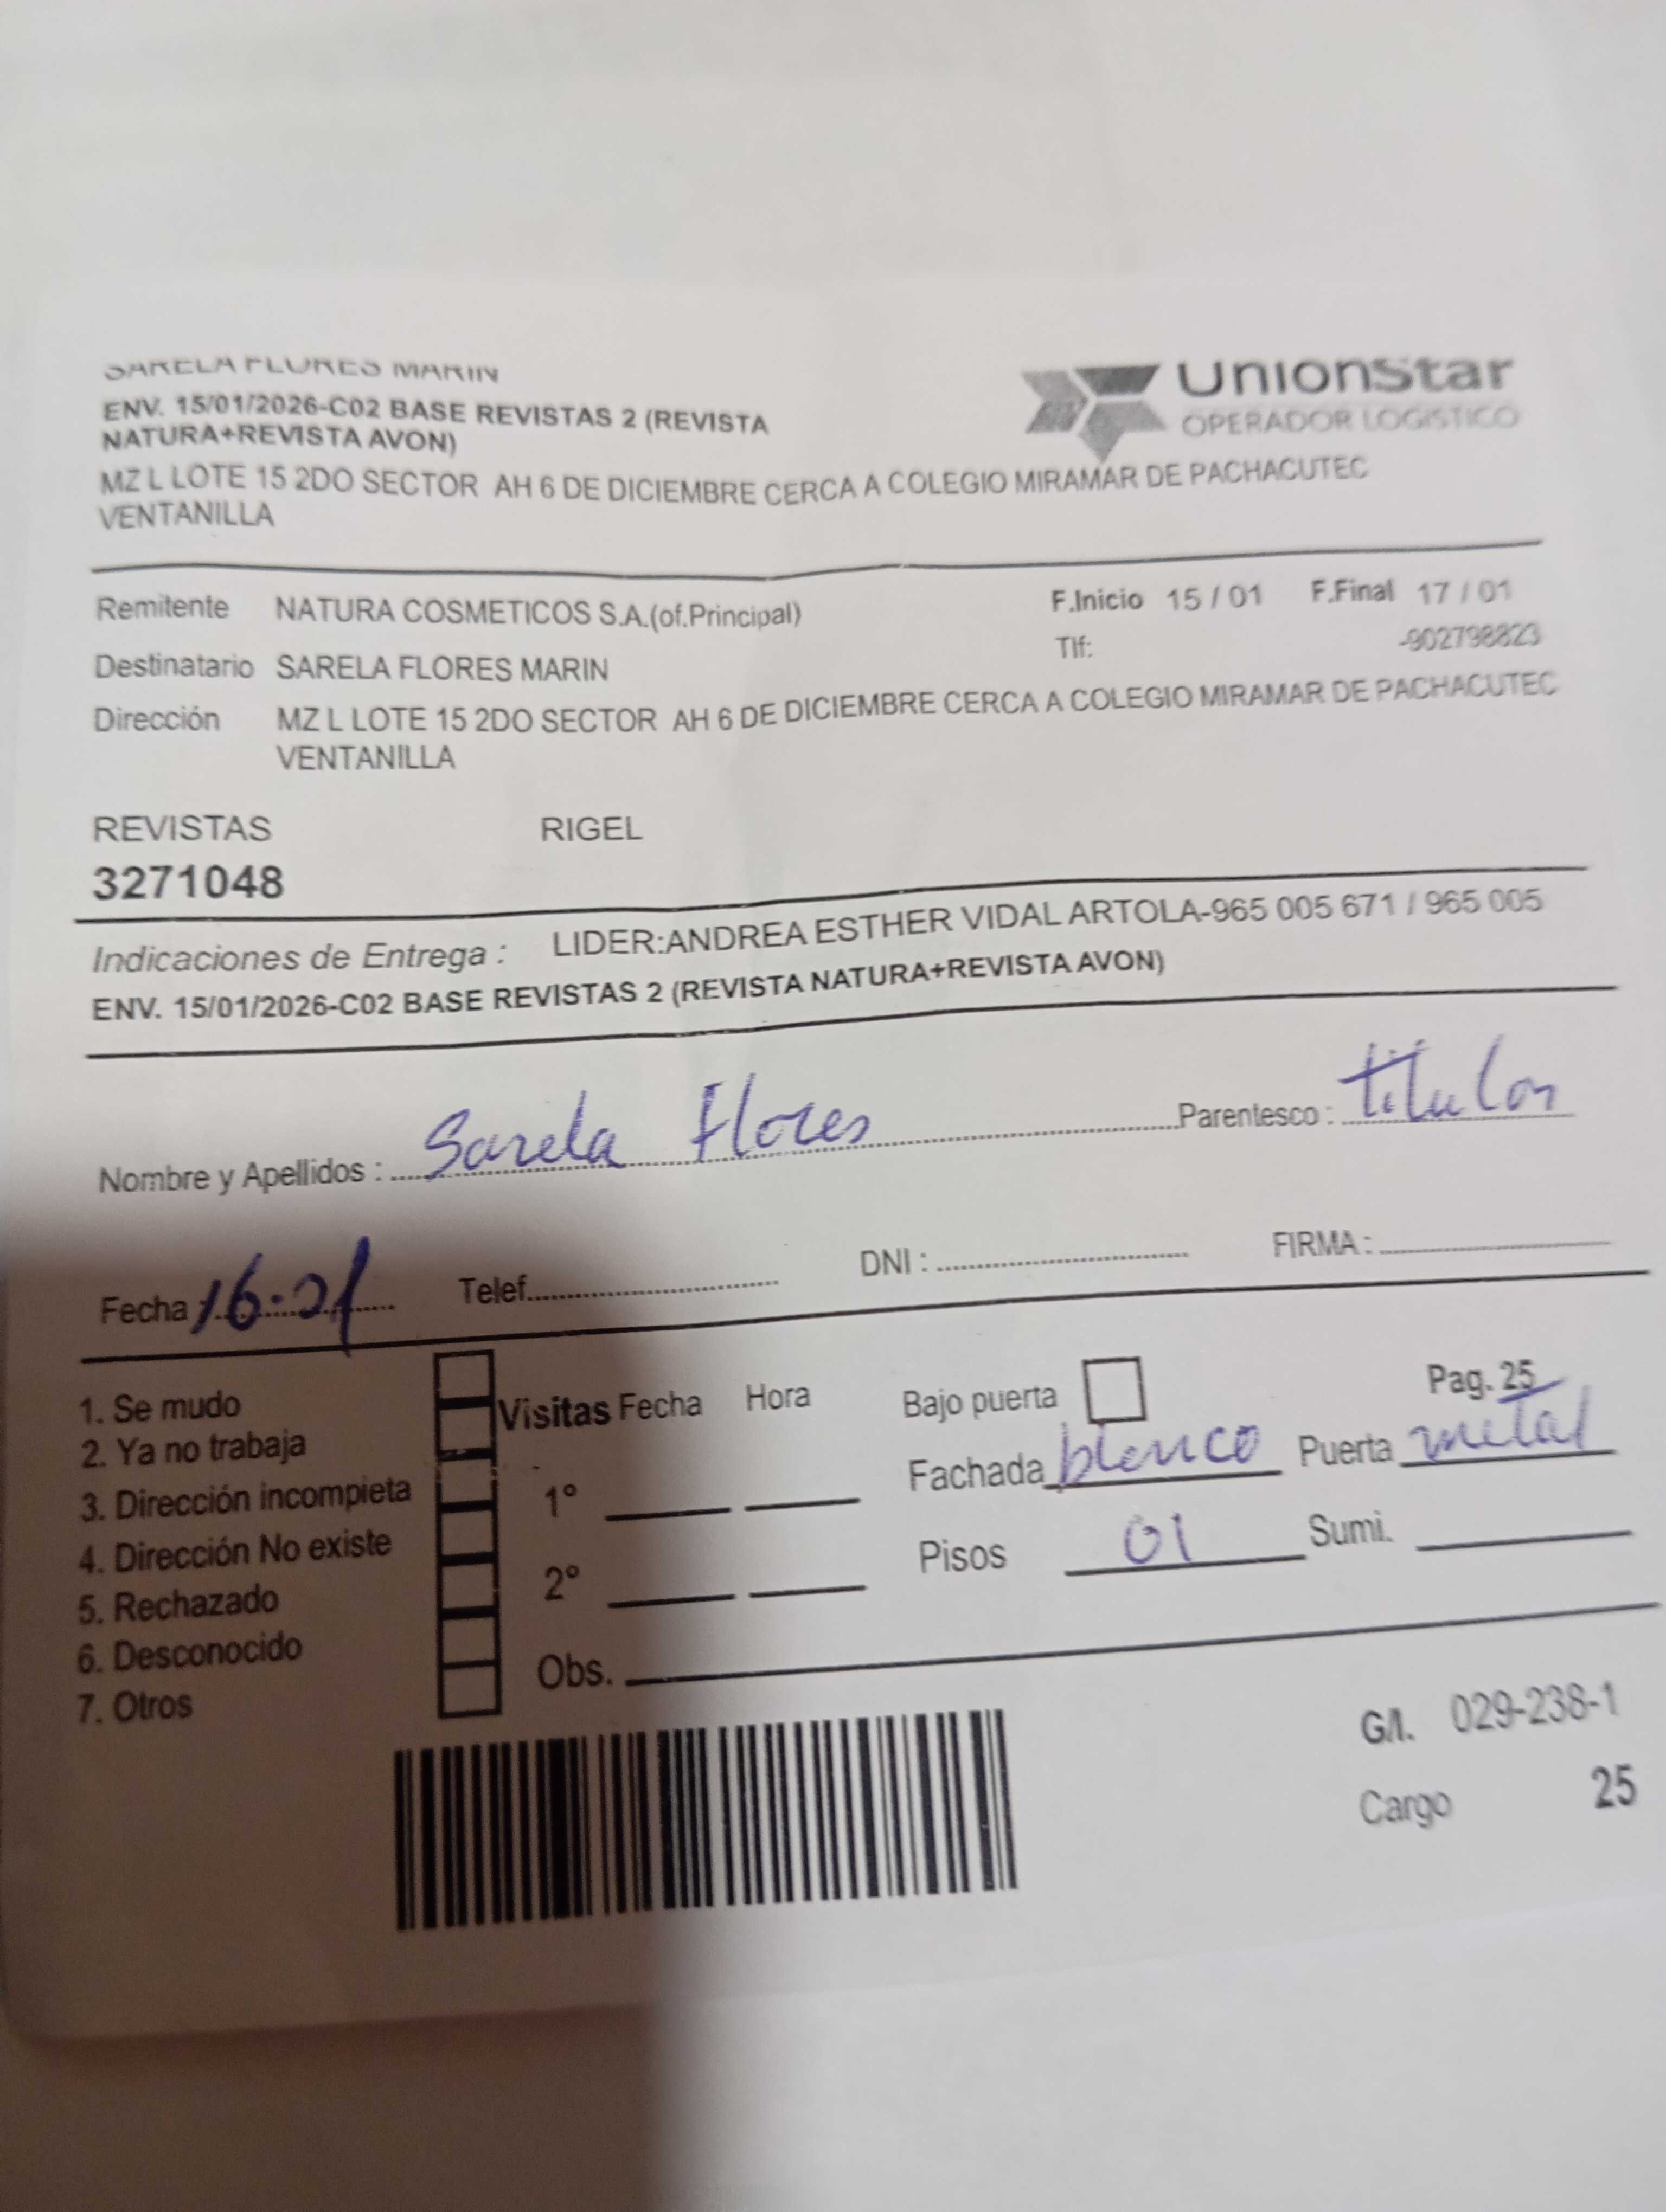 SARELA FLORES MARIN
UnionStar
OPERADOR LOGISTICO
ENV. 15/01/2026-C02 BASE REVISTAS 2 (REVISTA
NATURA+REVISTA AVON)
MZ L LOTE 15 2DO SECTOR AH 6 DE DICIEMBRE CERCA A COLEGIO MIRAMAR DE PACHACUTEC
VENTANILLA
Remitente NATURA COSMETICOS S.A.(of.Principal) F.Inicio 15 / 01 F.Final 17 / 01
Tlf: -902798823
Destinatario SARELA FLORES MARIN
Dirección MZ L LOTE 15 2DO SECTOR AH 6 DE DICIEMBRE CERCA A COLEGIO MIRAMAR DE PACHACUTEC
VENTANILLA
REVISTAS RIGEL
3271048
Indicaciones de Entrega : LIDER:ANDREA ESTHER VIDAL ARTOLA-965 005 671 / 965 005
ENV. 15/01/2026-C02 BASE REVISTAS 2 (REVISTA NATURA+REVISTA AVON)
Nombre y Apellidos : Sarela Flores Parentesco : titular
Fecha 16-01 Telef. DNI : FIRMA :
1. Se mudo
2. Ya no trabaja
3. Dirección incompleta
4. Dirección No existe
5. Rechazado
6. Desconocido
7. Otros
Visitas Fecha Hora
1°
2°
Obs.
Bajo puerta Pag. 25
Fachada blanco Puerta metal
Pisos 01 Sumi.
G/I. 029-238-1
Cargo 25